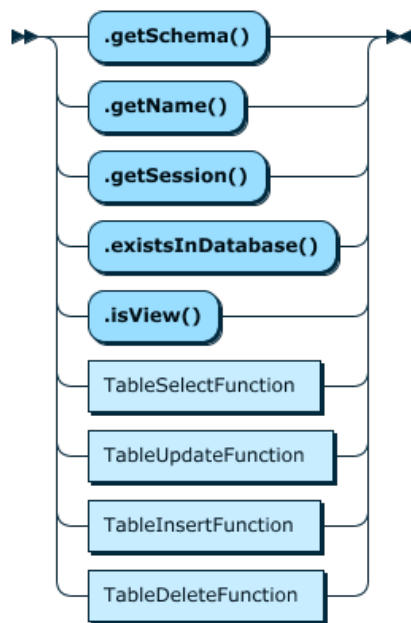 .getSchema()
.getName()
.getSession()
.existsInDatabase()
.isView()
TableSelectFunction
TableUpdateFunction
TableInsertFunction
TableDeleteFunction